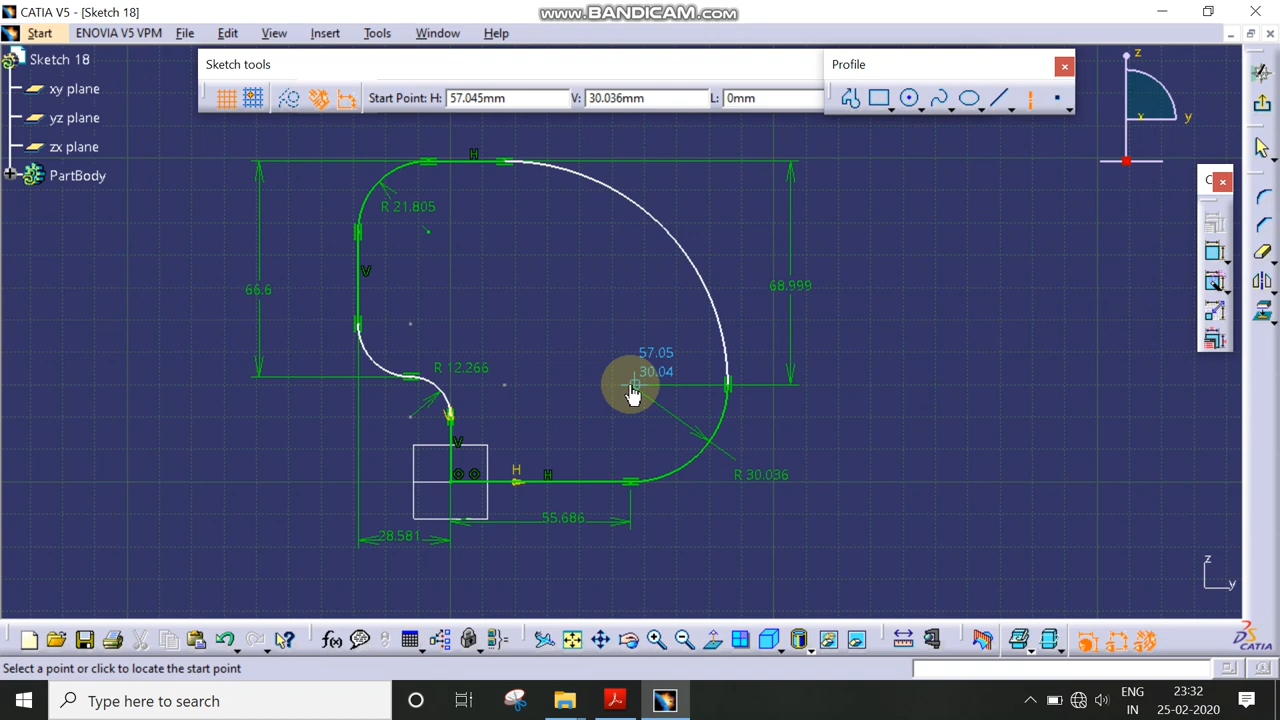 CATIA V5 - [Sketch 18]
www.BANDICAM.com
Start
ENOVIA V5 VPM
File
Edit
View
Insert
Tools
Window
Help
Sketch 18
xy plane
yz plane
zx plane
PartBody
Sketch tools
Start Point: H: 57.045mm V: 30.036mm L: 0mm
Profile
z
x
y
C
H
R 21.805
V
66.6
68.999
57.05
30.04
R 12.266
V
V
H
H
R 30.036
55.686
28.581
z
y
f(x)
CATIA
Select a point or click to locate the start point
Type here to search
ENG
IN
23:32
25-02-2020